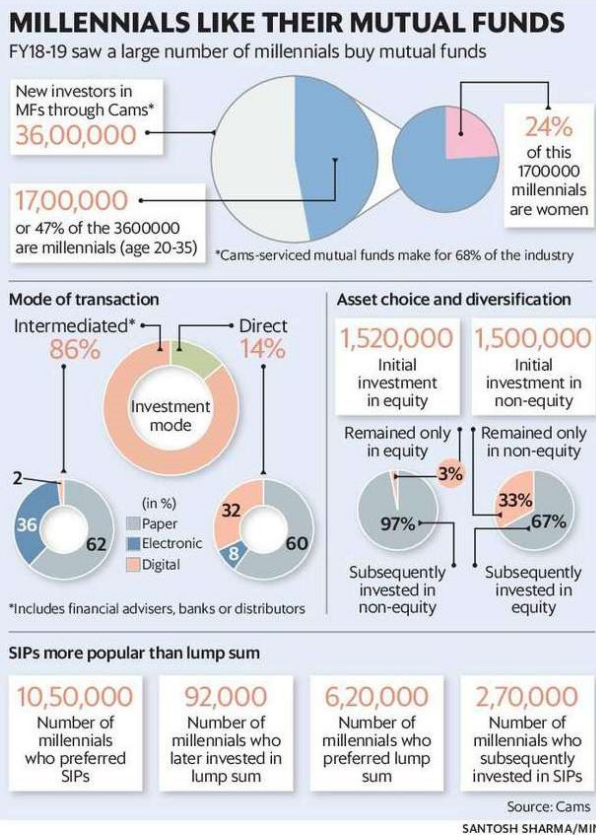 MILLENNIALS LIKE THEIR MUTUAL FUNDS
FY18-19 saw a large number of millennials buy mutual funds
New investors in
MFs through Cams*
36,00,000
17,00,000
or 47% of the 3600000
are millennials (age 20-35)
24%
of this
1700000
millennials
are women
*Cams-serviced mutual funds make for 68% of the industry
Mode of transaction
Intermediated*
86%
Direct
14%
Investment
mode
2
36
62
(in %)
Paper
Electronic
Digital
32
8
60
*Includes financial advisers, banks or distributors
Asset choice and diversification
1,520,000
Initial
investment
in equity
1,500,000
Initial
investment in
non-equity
Remained only
in equity
3%
97%
Subsequently
invested in
non-equity
Remained only
in non-equity
33%
67%
Subsequently
invested in
equity
SIPs more popular than lump sum
10,50,000
Number of
millennials
who preferred
SIPs
92,000
Number of
millennials who
later invested in
lump sum
6,20,000
Number of
millennials who
preferred lump
sum
2,70,000
Number of
millennials who
subsequently
invested in SIPs
Source: Cams
SANTOSH SHARMA/MIN